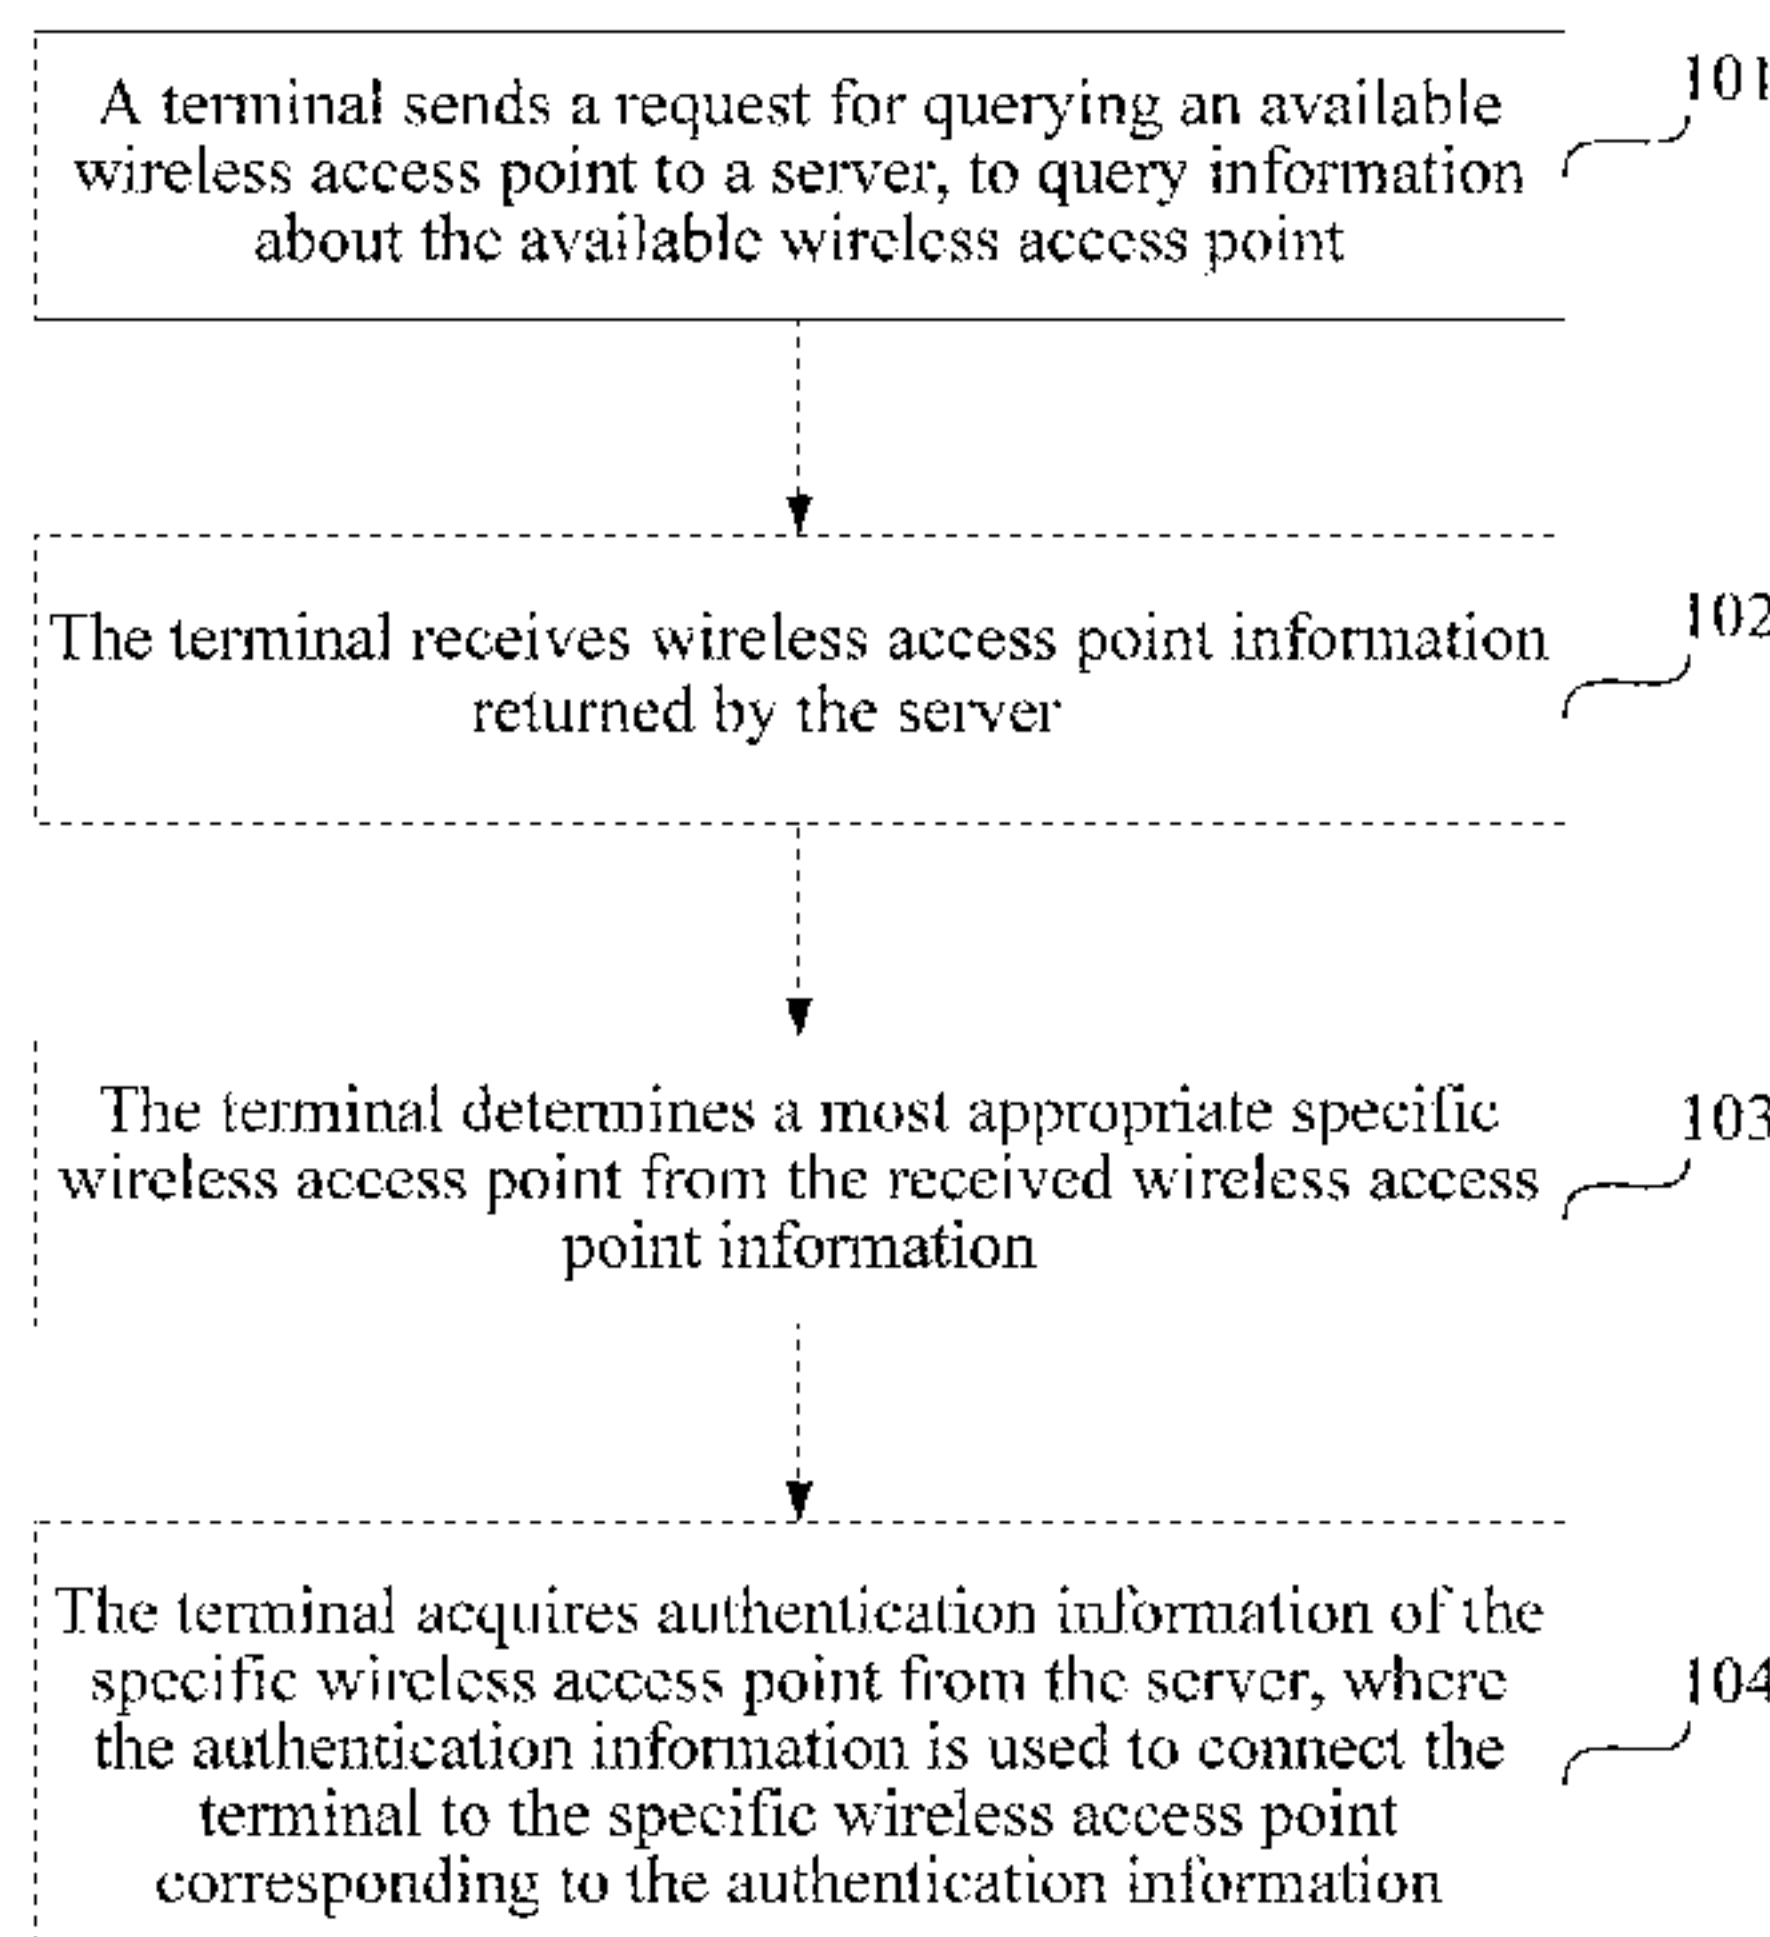 A terminal sends a request for querying an available
wireless access point to a server, to query information
about the available wireless access point
101
The terminal receives wireless access point information
returned by the server
102
The terminal determines a most appropriate specific
wireless access point from the received wireless access
point information
103
The terminal acquires authentication information of the
specific wireless access point from the server, where
the authentication information is used to connect the
terminal to the specific wireless access point
corresponding to the authentication information
104